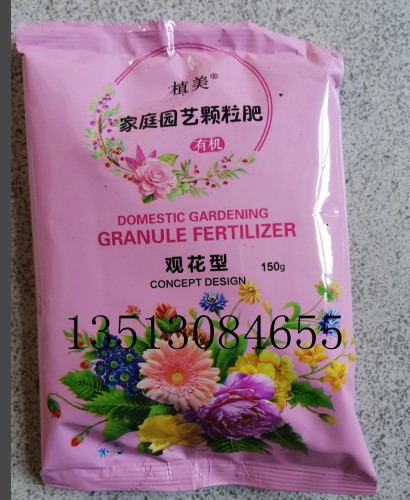 植美®
家庭园艺颗粒肥
有机
DOMESTIC GARDENING
GRANULE FERTILIZER
观花型 150g
CONCEPT DESIGN
13513084655